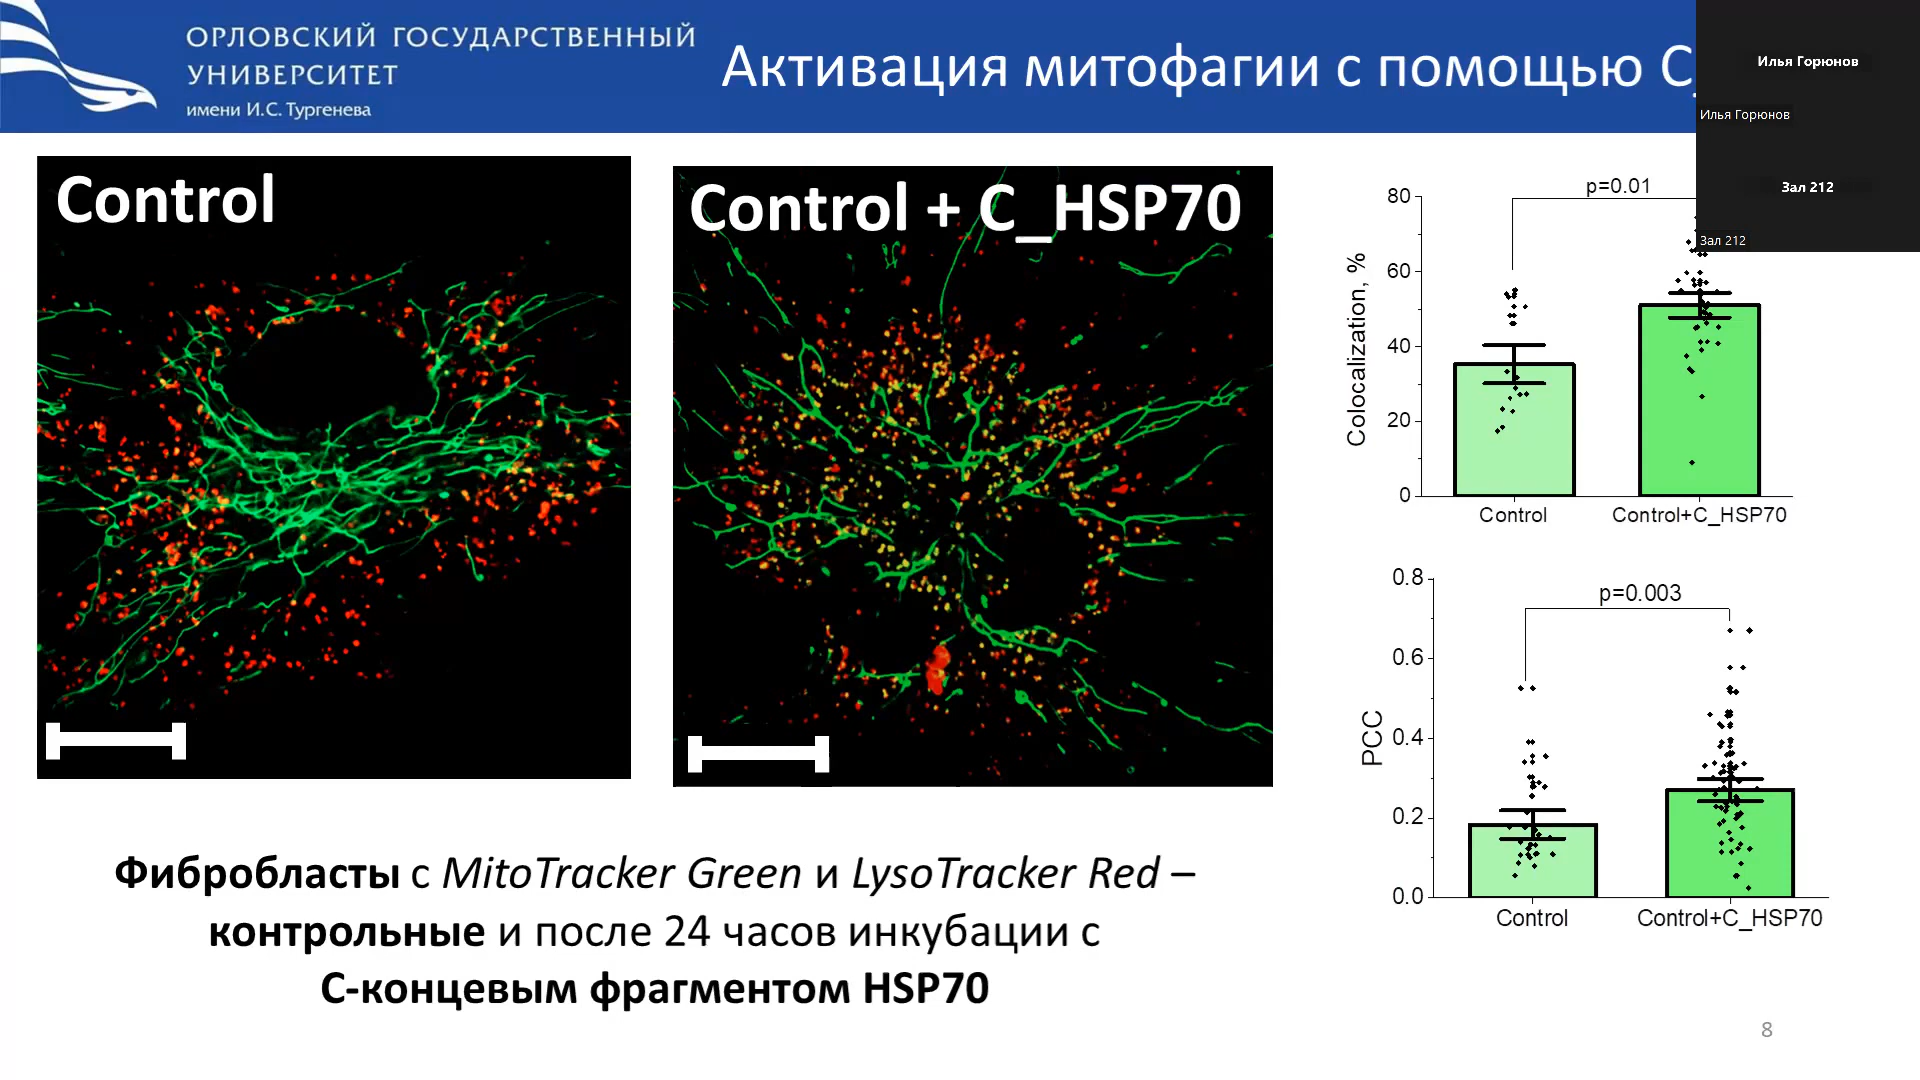 ОРЛОВСКИЙ ГОСУДАРСТВЕННЫЙ
УНИВЕРСИТЕТ
имени И.С. Тургенева
Активация митофагии с помощью C_
Илья Горюнов
Илья Горюнов
Зал 212
Зал 212
Control
Control + C_HSP70
p=0.01
80
60
40
20
0
Colocalization, %
Control
Control+C_HSP70
p=0.003
0.8
0.6
0.4
0.2
0.0
PCC
Control
Control+C_HSP70
Фибробласты с MitoTracker Green и LysoTracker Red –
контрольные и после 24 часов инкубации с
С-концевым фрагментом HSP70
8